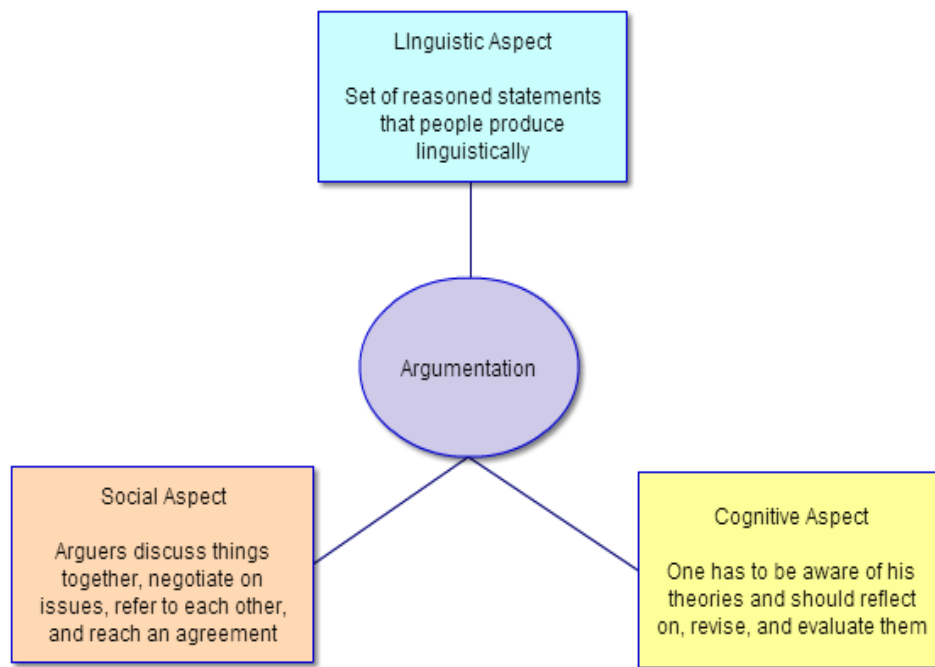 LInguistic Aspect
Set of reasoned statements
that people produce
linguistically
Argumentation
Social Aspect
Arguers discuss things
together, negotiate on
issues, refer to each other,
and reach an agreement
Cognitive Aspect
One has to be aware of his
theories and should reflect
on, revise, and evaluate them